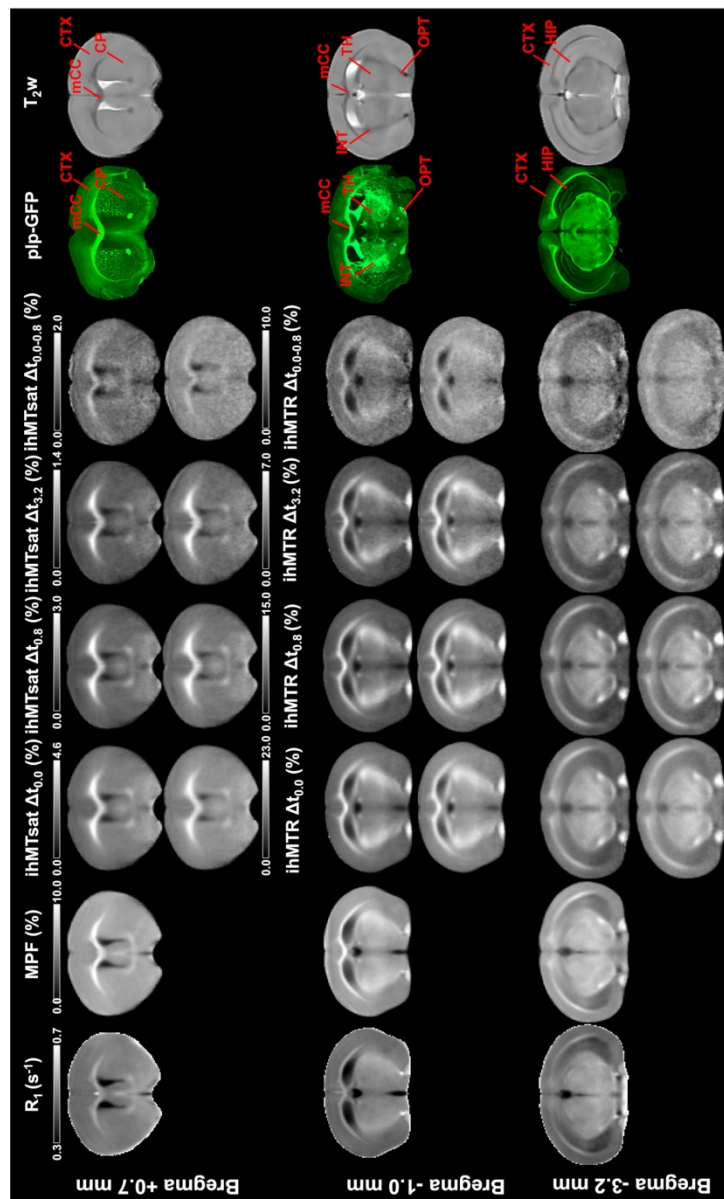 R₁ (s⁻¹)
MPF (%)
ihMTsat Δt₀.₀ (%)
ihMTsat Δt₀.₈ (%)
ihMTsat Δt₃.₂ (%)
ihMTsat Δt₀.₀₋₀.₈ (%)
plp-GFP
T₂w
0.3 0.7
0.0 10.0
0.0 4.6
0.0 3.0
0.0 1.4
0.0 2.0
Bregma +0.7 mm
mCC
CTX
CP
mCC
CTX
CP
0.0 23.0
0.0 15.0
0.0 7.0
0.0 10.0
ihMTR Δt₀.₀ (%)
ihMTR Δt₀.₈ (%)
ihMTR Δt₃.₂ (%)
ihMTR Δt₀.₀₋₀.₈ (%)
Bregma -1.0 mm
INT
mCC
TH
OPT
INT
mCC
TH
OPT
Bregma -3.2 mm
CTX
HIP
CTX
HIP